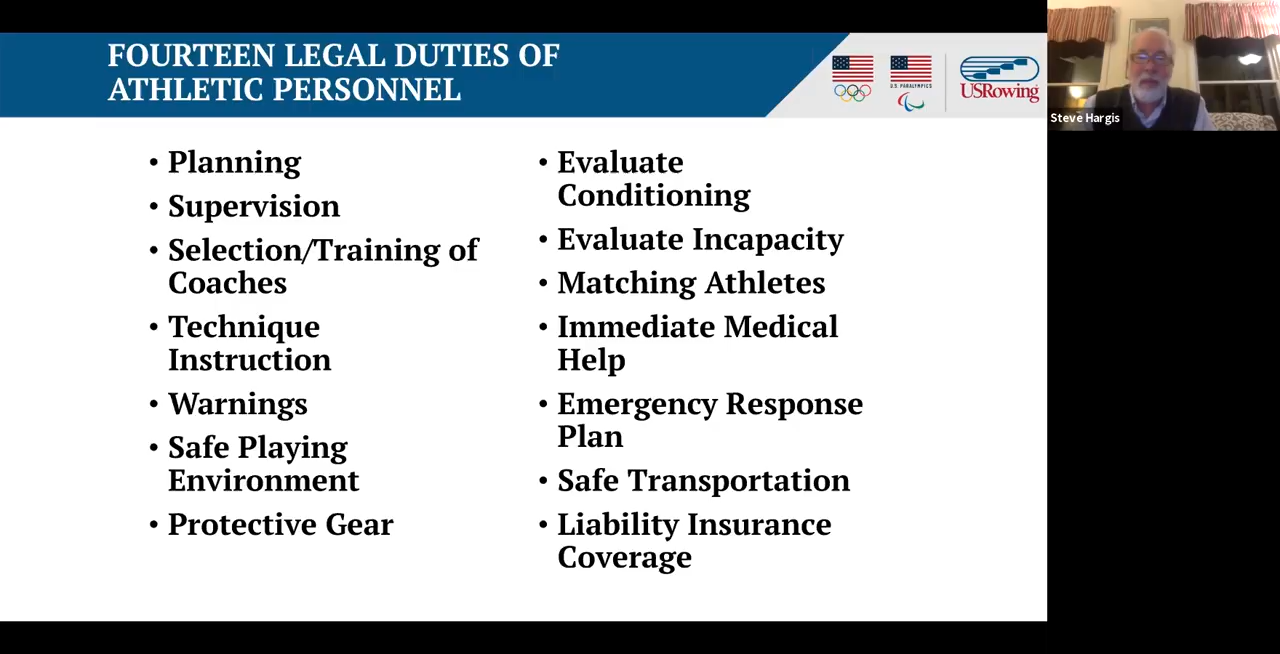 FOURTEEN LEGAL DUTIES OF
ATHLETIC PERSONNEL
U.S. PARALYMPICS
USRowing
Steve Hargis
• Planning
• Supervision
• Selection/Training of
Coaches
• Technique
Instruction
• Warnings
• Safe Playing
Environment
• Protective Gear
• Evaluate
Conditioning
• Evaluate Incapacity
• Matching Athletes
• Immediate Medical
Help
• Emergency Response
Plan
• Safe Transportation
• Liability Insurance
Coverage